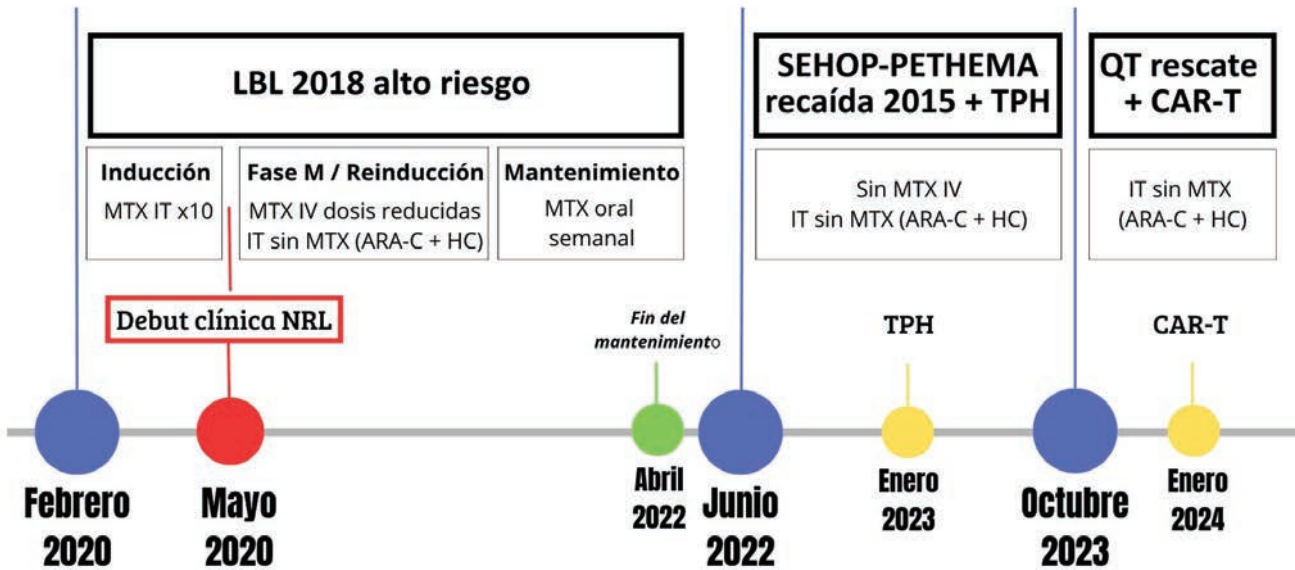 LBL 2018 alto riesgo
SEHOP-PETHEMA
recaída 2015 + TPH
QT rescate
+ CAR-T
Inducción
MTX IT x10
Fase M / Reinducción
MTX IV dosis reducidas
IT sin MTX (ARA-C + HC)
Mantenimiento
MTX oral
semanal
Sin MTX IV
IT sin MTX (ARA-C + HC)
IT sin MTX
(ARA-C + HC)
Debut clínica NRL
Fin del
mantenimiento
TPH
CAR-T
Febrero
2020
Mayo
2020
Abril
2022
Junio
2022
Enero
2023
Octubre
2023
Enero
2024